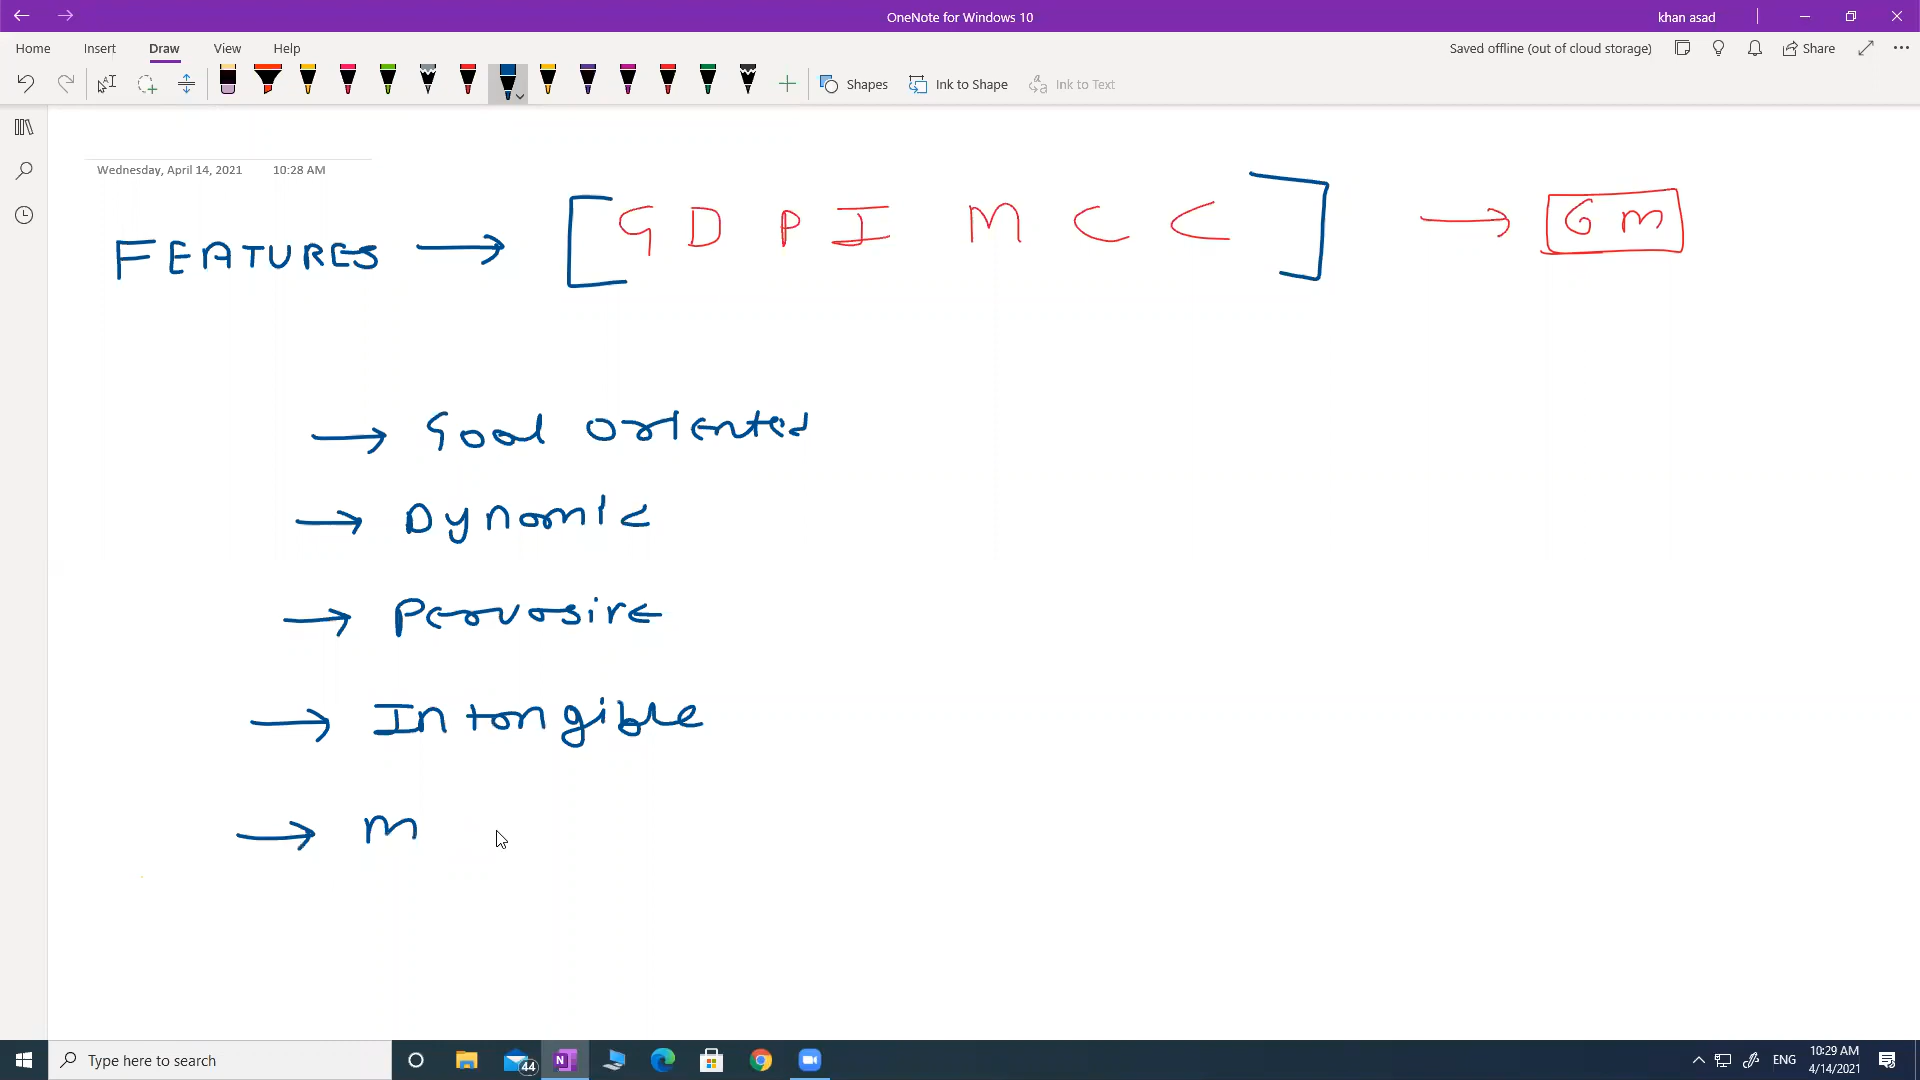 OneNote for Windows 10
khan asad
Home Insert Draw View Help
Saved offline (out of cloud storage)
Share
Shapes
Ink to Shape
Ink to Text
Wednesday, April 14, 2021 10:28 AM
FEATURES → [ G D P I M C C ] → G M
→ Goal oriented
→ Dynamic
→ Pervasive
→ Intangible
→ M
Type here to search
44
ENG
10:29 AM
4/14/2021